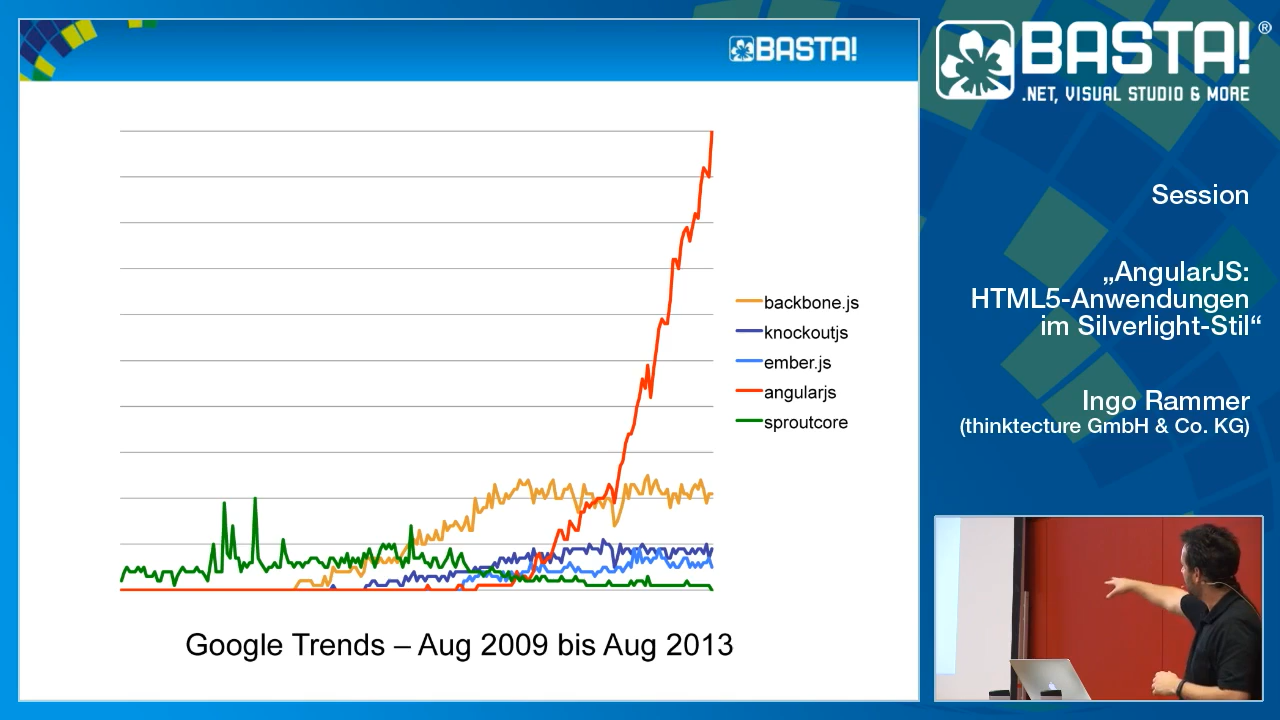 BASTA!
backbone.js
knockoutjs
ember.js
angularjs
sproutcore
Google Trends – Aug 2009 bis Aug 2013
BASTA!®
.NET, VISUAL STUDIO & MORE
Session
„AngularJS:
HTML5-Anwendungen
im Silverlight-Stil“
Ingo Rammer
(thinktecture GmbH & Co. KG)